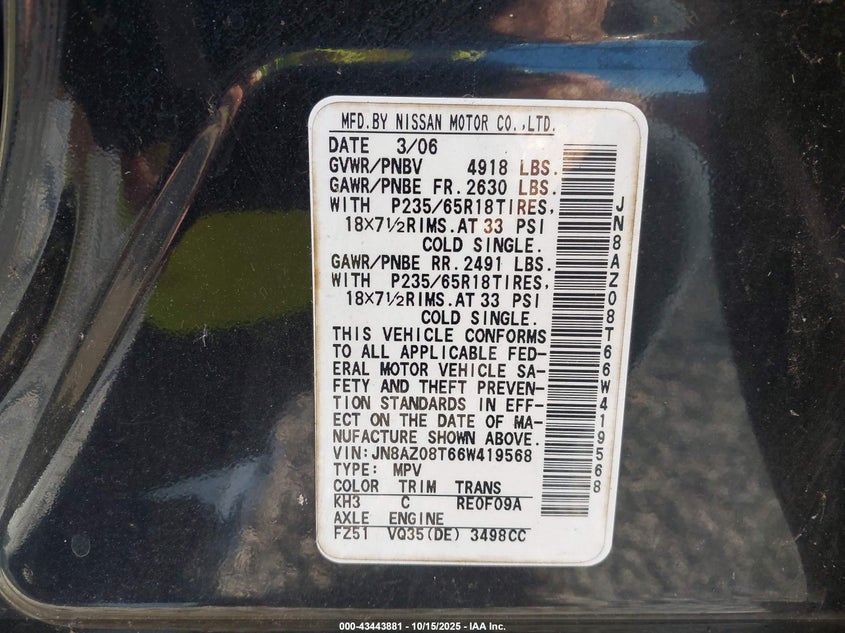 MFD.BY NISSAN MOTOR CO.,LTD.
DATE 3/06
GVWR/PNBV 4918 LBS.
GAWR/PNBE FR.2630 LBS.
WITH P235/65R18TIRES,
18×7½RIMS.AT 33 PSI
COLD SINGLE.
GAWR/PNBE RR.2491 LBS.
WITH P235/65R18TIRES,
18×7½RIMS.AT 33 PSI
COLD SINGLE.
THIS VEHICLE CONFORMS
TO ALL APPLICABLE FED-
ERAL MOTOR VEHICLE SA-
FETY AND THEFT PREVEN-
TION STANDARDS IN EFF-
ECT ON THE DATE OF MA-
NUFACTURE SHOWN ABOVE.
VIN:JN8AZ08T66W419568
TYPE: MPV
COLOR TRIM TRANS
KH3 C RE0F09A
AXLE ENGINE
FZ51 VQ35(DE) 3498CC
JN8AZ08T66W419568
000-43443881 - 10/15/2025 - IAA Inc.